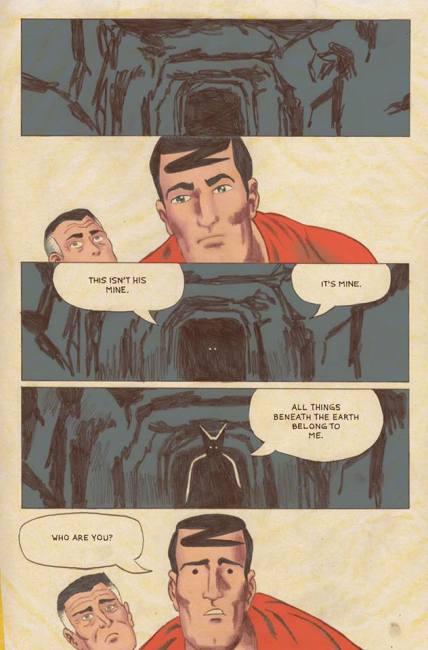 THIS ISN'T HIS
MINE.
IT'S MINE.
ALL THINGS
BENEATH THE EARTH
BELONG TO
ME.
WHO ARE YOU?